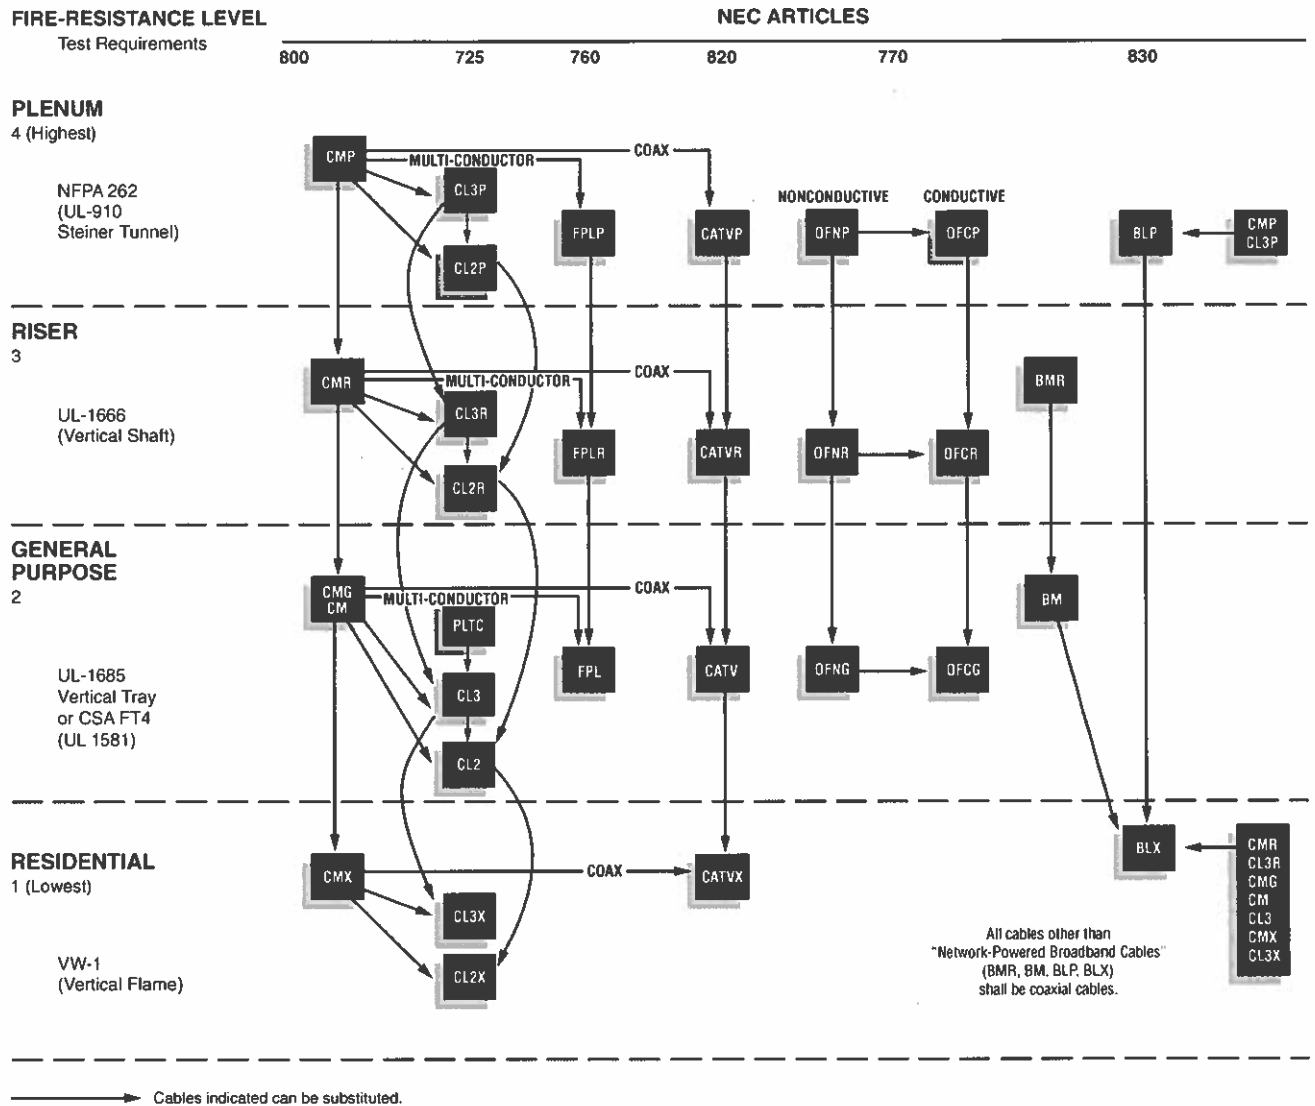 FIRE-RESISTANCE LEVEL
Test Requirements
NEC ARTICLES
800 725 760 820 770 830
PLENUM
4 (Highest)
NFPA 262
(UL-910
Steiner Tunnel)
CMP
COAX
MULTI-CONDUCTOR
CL3P
NONCONDUCTIVE CONDUCTIVE
FPLP
CATVP
OFNP
OFCP
BLP
CMP
CL3P
CL2P
RISER
3
UL-1666
(Vertical Shaft)
CMR
COAX
MULTI-CONDUCTOR
BMR
CL3R
FPLR
CATVR
OFNR
OFCR
CL2R
GENERAL
PURPOSE
2
UL-1685
Vertical Tray
or CSA FT4
(UL 1581)
CMG
CM
COAX
MULTI-CONDUCTOR
BM
PLTC
FPL
CATV
OFNG
OFCG
CL3
CL2
RESIDENTIAL
1 (Lowest)
VW-1
(Vertical Flame)
CMX
COAX
CATVX
BLX
CMR
CL3R
CMG
CM
CL3
CMX
CL3X
CL3X
CL2X
All cables other than
"Network-Powered Broadband Cables"
(BMR, BM, BLP, BLX)
shall be coaxial cables.
Cables indicated can be substituted.